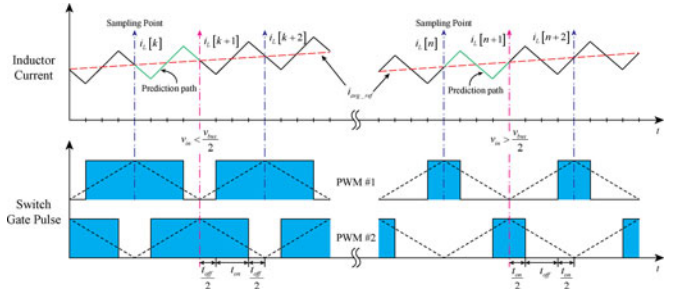 Sampling Point
Sampling Point
i_L[k]
i_L[k+1]
i_L[k+2]
i_L[n]
i_L[n+1]
i_L[n+2]
Inductor
Current
Prediction path
i_avg_ref
Prediction path
t
v_in < v_bus/2
v_in > v_bus/2
PWM #1
Switch
Gate Pulse
PWM #2
t
t_off/2
t_on
t_off/2
t_on/2
t_off
t_on/2